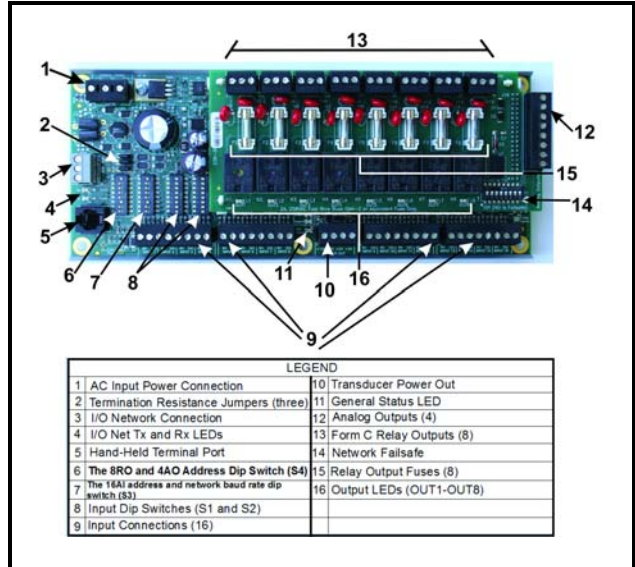 13
1
2
3
4
5
6
7
8
9
10
11
12
14
15
16
LEGEND
1 AC Input Power Connection
2 Termination Resistance Jumpers (three)
3 I/O Network Connection
4 I/O Net Tx and Rx LEDs
5 Hand-Held Terminal Port
6 The 8RO and 4AO Address Dip Switch (S4)
7 The 16AI address and network baud rate dip
switch (S3)
8 Input Dip Switches (S1 and S2)
9 Input Connections (16)
10 Transducer Power Out
11 General Status LED
12 Analog Outputs (4)
13 Form C Relay Outputs (8)
14 Network Failsafe
15 Relay Output Fuses (8)
16 Output LEDs (OUT1-OUT8)